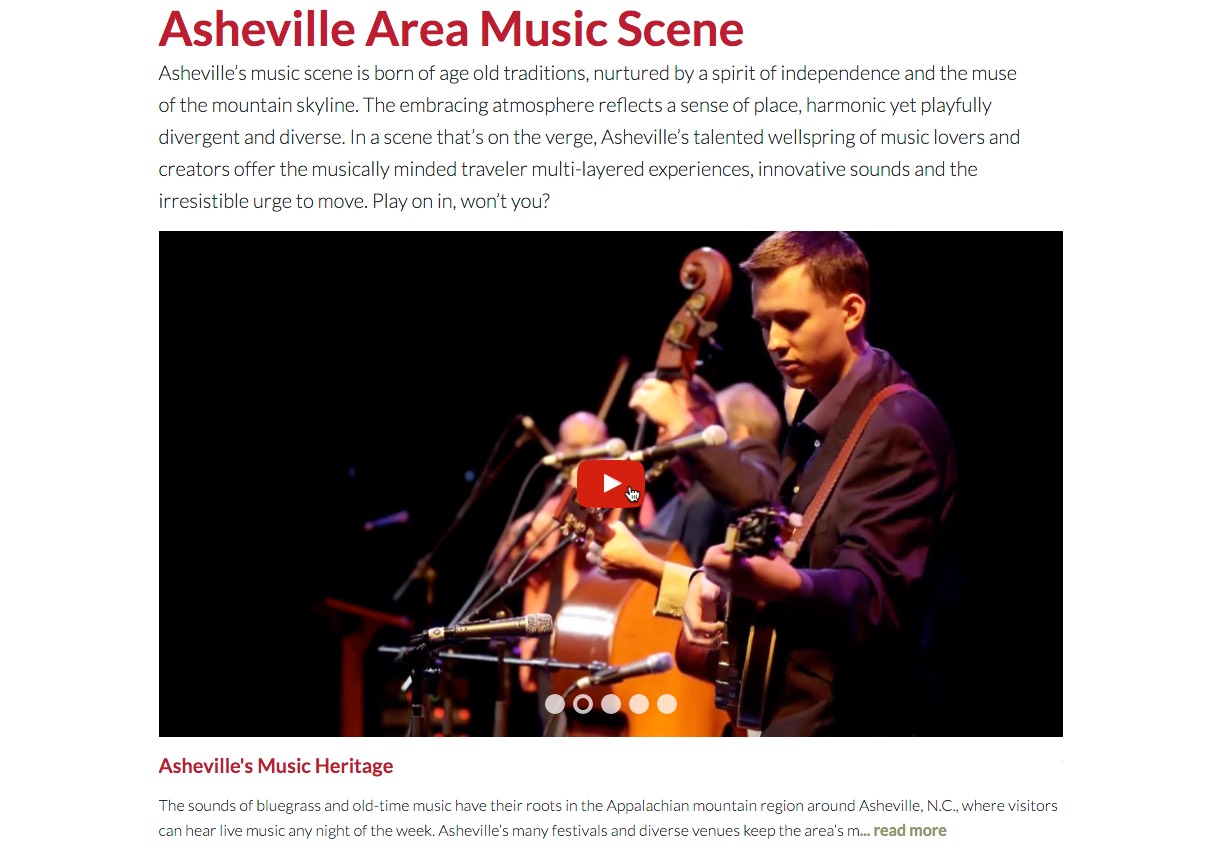 Asheville Area Music Scene
Asheville’s music scene is born of age old traditions, nurtured by a spirit of independence and the muse
of the mountain skyline. The embracing atmosphere reflects a sense of place, harmonic yet playfully
divergent and diverse. In a scene that’s on the verge, Asheville’s talented wellspring of music lovers and
creators offer the musically minded traveler multi-layered experiences, innovative sounds and the
irresistible urge to move. Play on in, won’t you?
Asheville's Music Heritage
The sounds of bluegrass and old-time music have their roots in the Appalachian mountain region around Asheville, N.C., where visitors
can hear live music any night of the week. Asheville’s many festivals and diverse venues keep the area’s m... read more